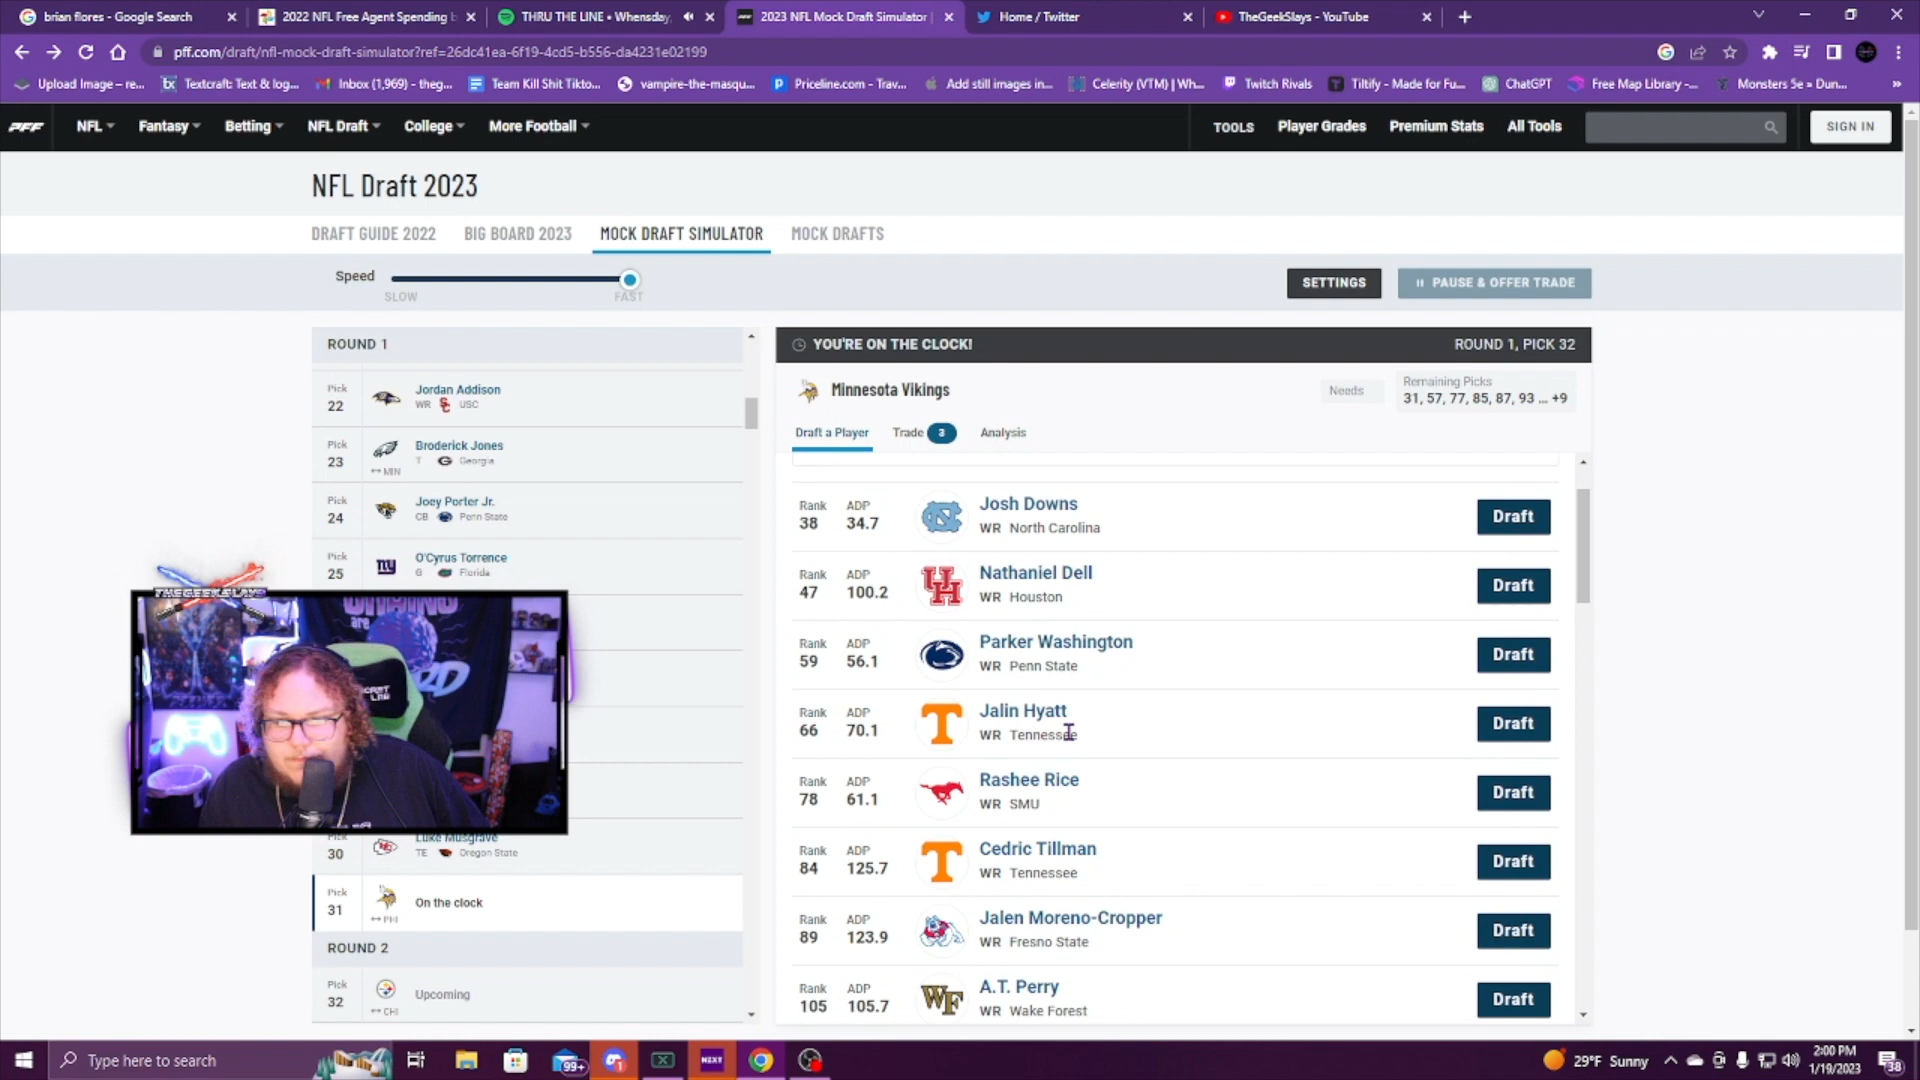 brian flores - Google Search
2022 NFL Free Agent Spending b
THRU THE LINE • Whensday,
2023 NFL Mock Draft Simulator |
Home / Twitter
TheGeekSlays - YouTube
pff.com/draft/nfl-mock-draft-simulator?ref=26dc41ea-6f19-4cd5-b556-da4231e02199
Upload Image – re...
Textcraft: Text & log...
Inbox (1,969) – theg...
Team Kill Shit Tikto...
vampire-the-masqu...
Priceline.com - Trav...
Add still images in...
Celerity (VTM) | Wh...
Twitch Rivals
Tiltify - Made for Fu...
ChatGPT
Free Map Library –...
Monsters 5e » Dun...
»
PFF
NFL
Fantasy
Betting
NFL Draft
College
More Football
TOOLS
Player Grades
Premium Stats
All Tools
SIGN IN
NFL Draft 2023
DRAFT GUIDE 2022
BIG BOARD 2023
MOCK DRAFT SIMULATOR
MOCK DRAFTS
Speed
SLOW
FAST
SETTINGS
PAUSE & OFFER TRADE
ROUND 1
Pick 22
Jordan Addison
WR USC
Pick 23
↔ MIN
Broderick Jones
T Georgia
Pick 24
Joey Porter Jr.
CB Penn State
Pick 25
O'Cyrus Torrence
G Florida
THEGEEKSLAYS
Pick 30
Luke Musgrave
TE Oregon State
Pick 31
↔ PHI
On the clock
ROUND 2
Pick 32
↔ CHI
Upcoming
YOU'RE ON THE CLOCK!
ROUND 1, PICK 32
Minnesota Vikings
Needs
Remaining Picks
31, 57, 77, 85, 87, 93 ... +9
Draft a Player
Trade 3
Analysis
Rank 38
ADP 34.7
Josh Downs
WR North Carolina
Draft
Rank 47
ADP 100.2
Nathaniel Dell
WR Houston
Draft
Rank 59
ADP 56.1
Parker Washington
WR Penn State
Draft
Rank 66
ADP 70.1
Jalin Hyatt
WR Tennessee
Draft
Rank 78
ADP 61.1
Rashee Rice
WR SMU
Draft
Rank 84
ADP 125.7
Cedric Tillman
WR Tennessee
Draft
Rank 89
ADP 123.9
Jalen Moreno-Cropper
WR Fresno State
Draft
Rank 105
ADP 105.7
A.T. Perry
WR Wake Forest
Draft
Type here to search
99+
NEXT
29°F Sunny
2:00 PM
1/19/2023
38